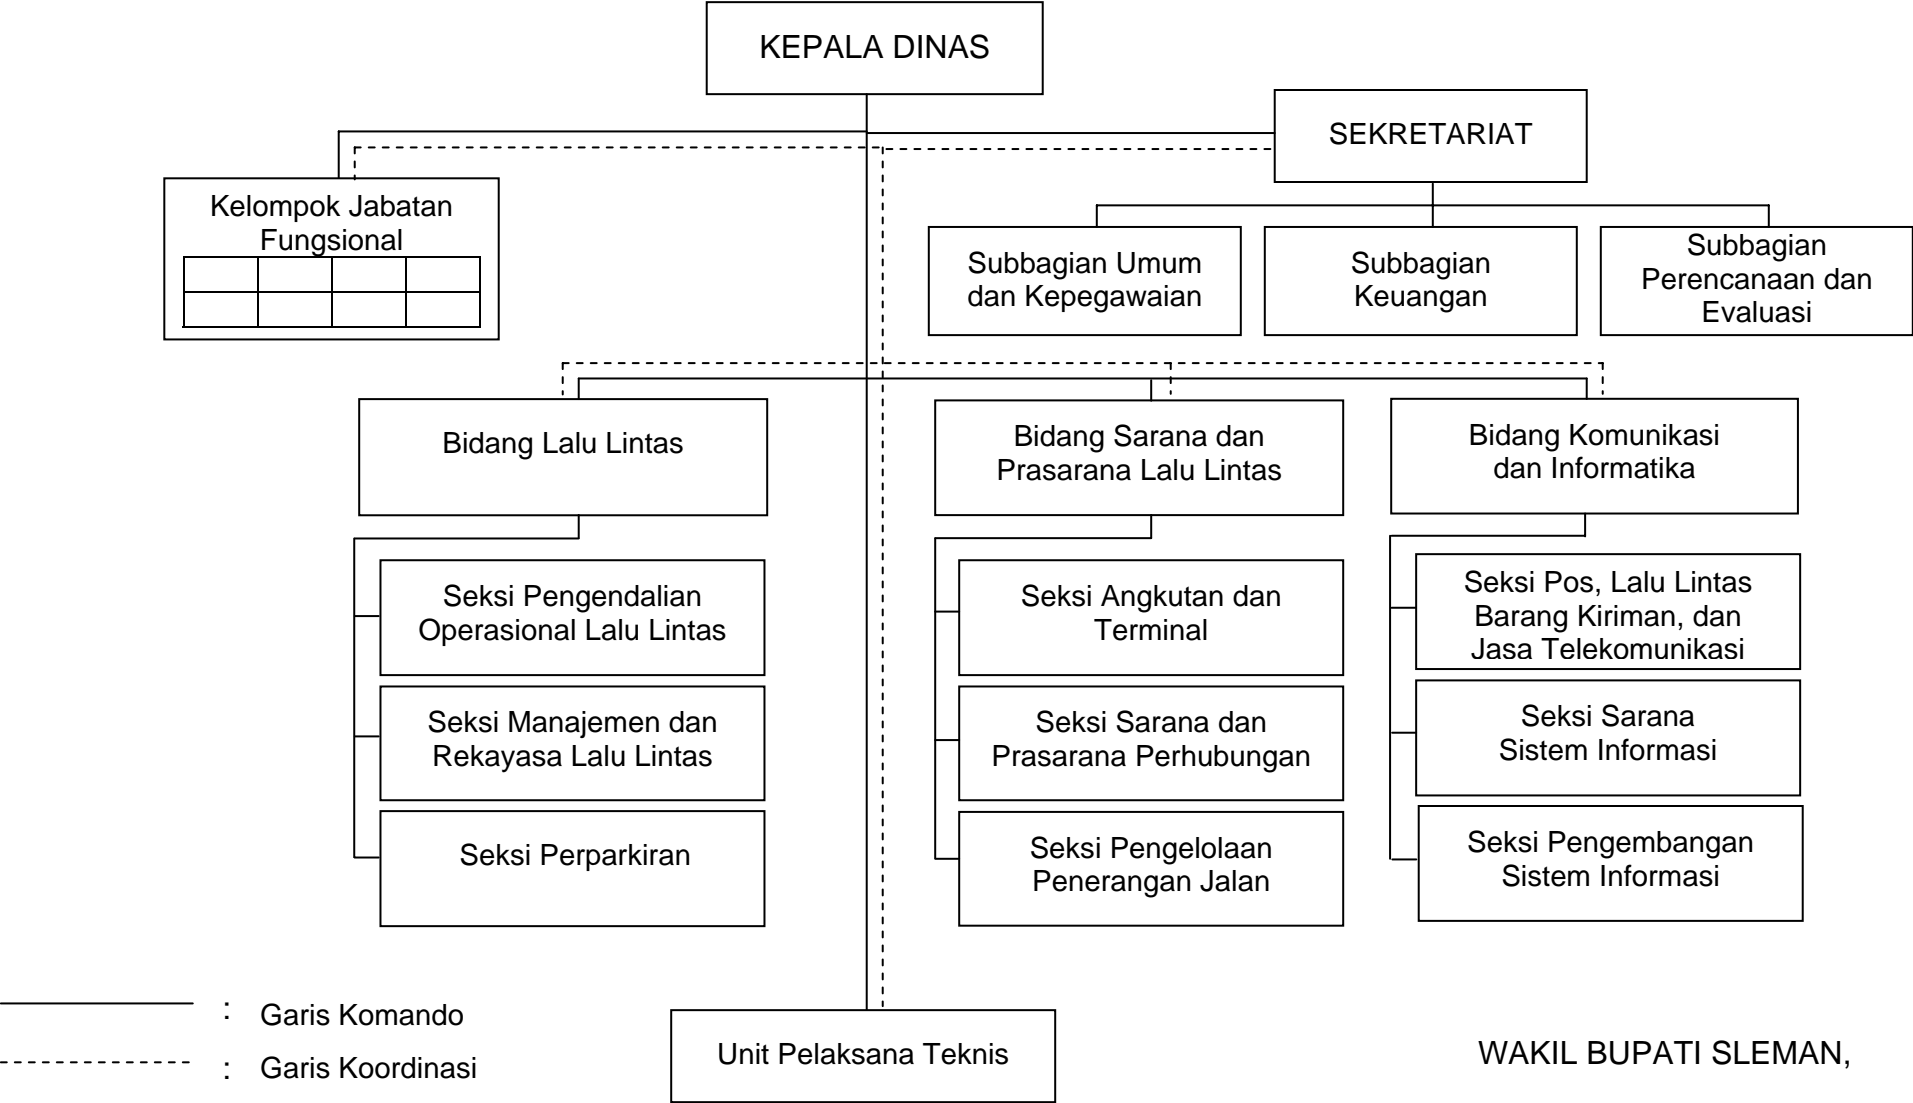 KEPALA DINAS
SEKRETARIAT
Kelompok Jabatan
Fungsional
Subbagian Umum
dan Kepegawaian
Subbagian
Keuangan
Subbagian
Perencanaan dan
Evaluasi
Bidang Lalu Lintas
Bidang Sarana dan
Prasarana Lalu Lintas
Bidang Komunikasi
dan Informatika
Seksi Pengendalian
Operasional Lalu Lintas
Seksi Manajemen dan
Rekayasa Lalu Lintas
Seksi Perparkiran
Seksi Angkutan dan
Terminal
Seksi Sarana dan
Prasarana Perhubungan
Seksi Pengelolaan
Penerangan Jalan
Seksi Pos, Lalu Lintas
Barang Kiriman, dan
Jasa Telekomunikasi
Seksi Sarana
Sistem Informasi
Seksi Pengembangan
Sistem Informasi
: Garis Komando
: Garis Koordinasi
Unit Pelaksana Teknis
WAKIL BUPATI SLEMAN,